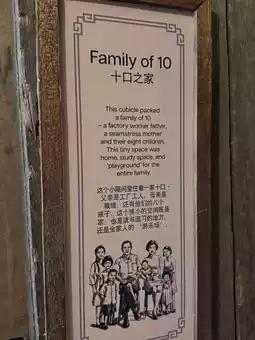 Family of 10
十口之家
This cubicle packed
a family of 10
– a factory worker father,
a seamstress mother
and their eight children.
This tiny space was
home, study space, and
'playground' for the
entire family.
这个小隔间里住着一家十口，
父亲是工厂工人，母亲是
裁缝，还有他们的八个
孩子。这个狭小的空间既是
家，也是读书温习的地方，
还是全家人的‘游乐场’。